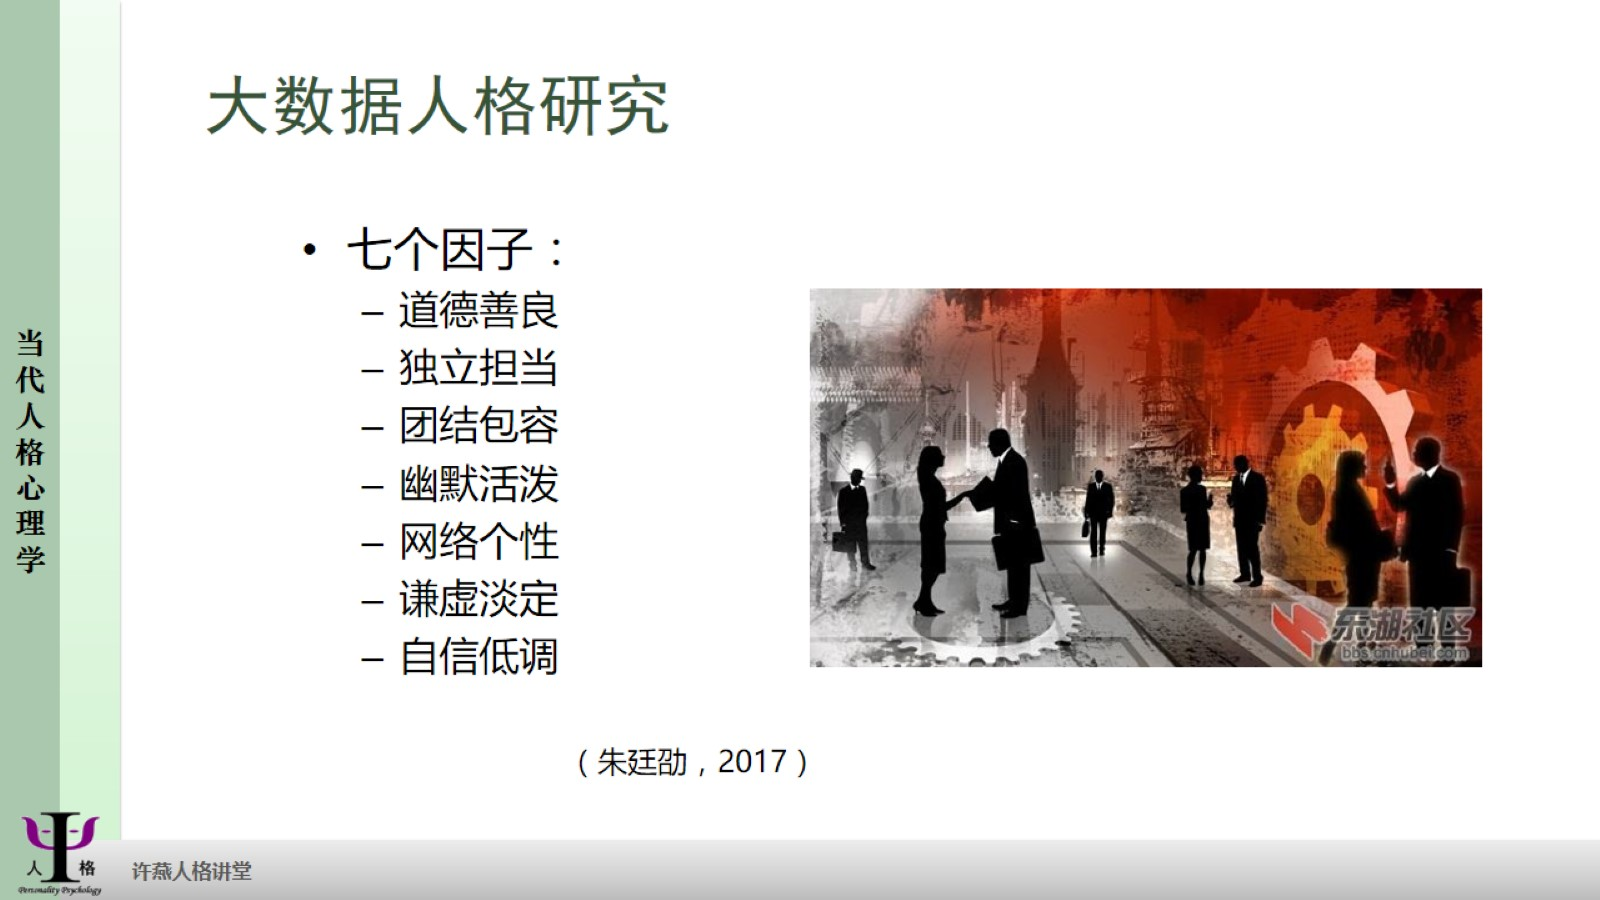 大数据人格研究
• 七个因子：
– 道德善良
– 独立担当
– 团结包容
– 幽默活泼
– 网络个性
– 谦虚淡定
– 自信低调
（朱廷劭，2017）
东湖社区
bbs.cnhubei.com
当代人格心理学
人格
Personality Psychology
许燕人格讲堂